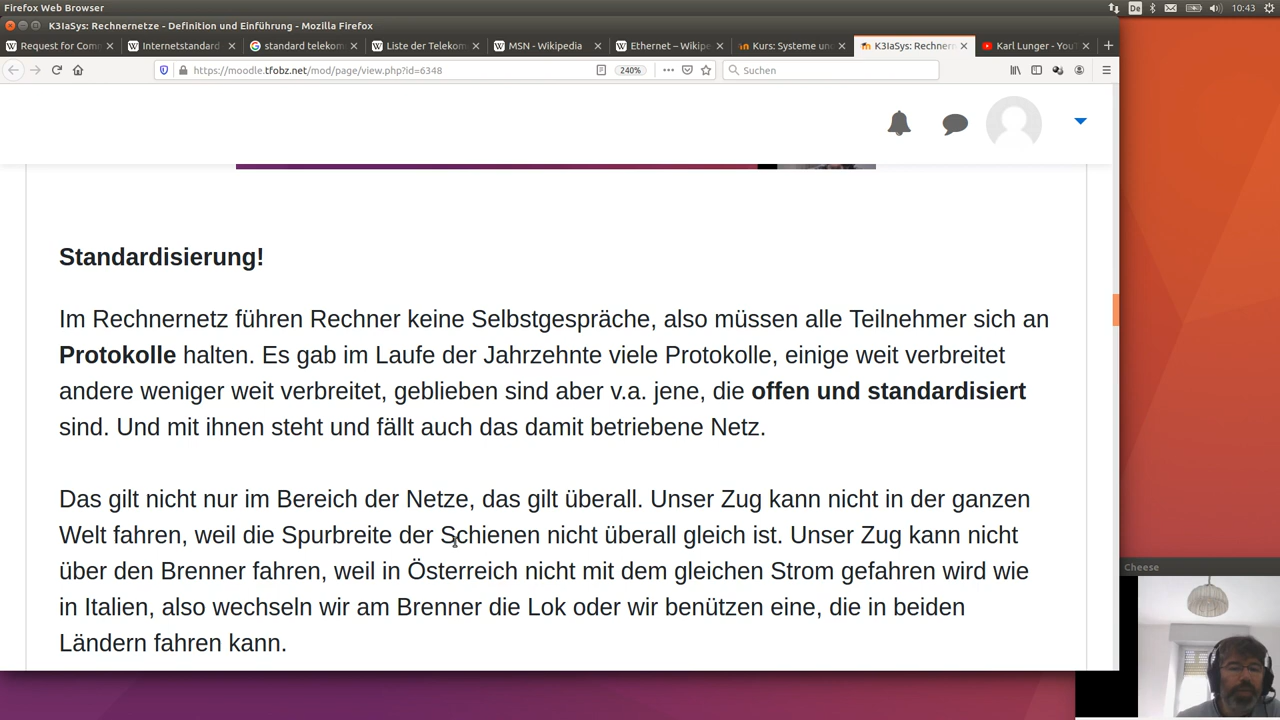 Firefox Web Browser
De
10:43
K3IaSys: Rechnernetze - Definition und Einführung - Mozilla Firefox
Request for Com
Internetstandard
standard telekom
Liste der Telekom
MSN - Wikipedia
Ethernet – Wikipe
Kurs: Systeme un
K3IaSys: Rechner
Karl Lunger - YouT
https://moodle.tfobz.net/mod/page/view.php?id=6348
240%
Suchen
Standardisierung!
Im Rechnernetz führen Rechner keine Selbstgespräche, also müssen alle Teilnehmer sich an
Protokolle halten. Es gab im Laufe der Jahrzehnte viele Protokolle, einige weit verbreitet
andere weniger weit verbreitet, geblieben sind aber v.a. jene, die offen und standardisiert
sind. Und mit ihnen steht und fällt auch das damit betriebene Netz.
Das gilt nicht nur im Bereich der Netze, das gilt überall. Unser Zug kann nicht in der ganzen
Welt fahren, weil die Spurbreite der Schienen nicht überall gleich ist. Unser Zug kann nicht
über den Brenner fahren, weil in Österreich nicht mit dem gleichen Strom gefahren wird wie
in Italien, also wechseln wir am Brenner die Lok oder wir benützen eine, die in beiden
Ländern fahren kann.
Cheese